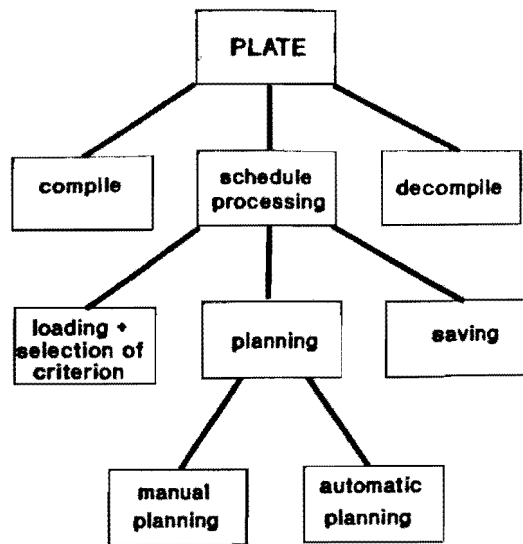 PLATE
compile
schedule
processing
decompile
loading +
selection of
criterion
planning
saving
manual
planning
automatic
planning